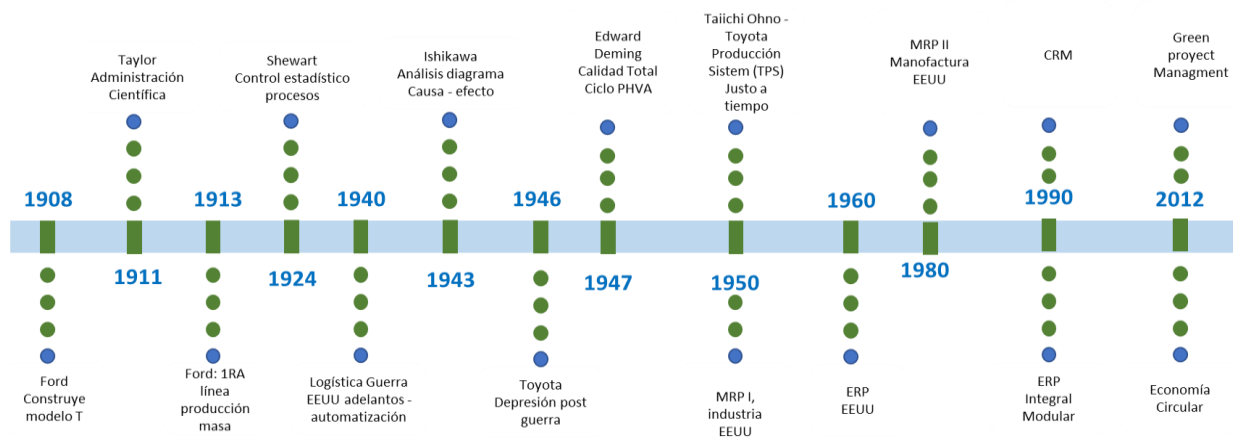 Taylor
Administración
Científica
Shewart
Control estadístico
procesos
Ishikawa
Análisis diagrama
Causa - efecto
Edward
Deming
Calidad Total
Ciclo PHVA
Taiichi Ohno -
Toyota
Producción
Sistem (TPS)
Justo a
tiempo
MRP II
Manofactura
EEUU
CRM
Green
proyect
Managment
1908
1913
1940
1946
1960
1990
2012
1911
1924
1943
1947
1950
1980
Ford
Construye
modelo T
Ford: 1RA
línea
producción
masa
Logística Guerra
EEUU adelantos -
automatización
Toyota
Depresión post
guerra
MRP I,
industria
EEUU
ERP
EEUU
ERP
Integral
Modular
Economía
Circular